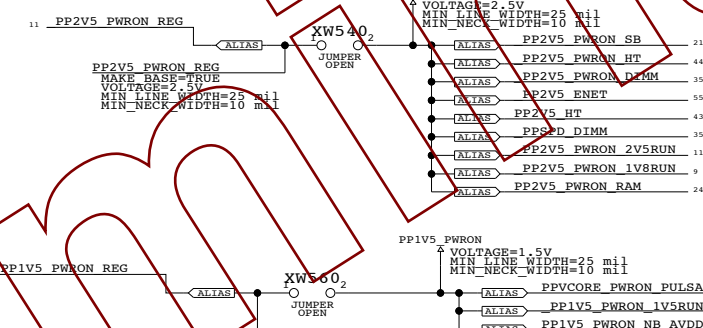 VOLTAGE=2.5V
MIN_LINE_WIDTH=25 mil
MIN_NECK_WIDTH=10 mil
11 PP2V5_PWRON_REG
XW540
ALIAS
1 2
JUMPER
OPEN
PP2V5_PWRON_REG
MAKE_BASE=TRUE
VOLTAGE=2.5V
MIN_LINE_WIDTH=25 mil
MIN_NECK_WIDTH=10 mil
ALIAS PP2V5_PWRON_SB 21
ALIAS PP2V5_PWRON_HT 44
ALIAS PP2V5_PWRON_DIMM 35
ALIAS PP2V5_ENET 55
ALIAS PP2V5_HT 43
ALIAS PPSPD_DIMM 35
ALIAS PP2V5_PWRON_2V5RUN 11
ALIAS PP2V5_PWRON_1V8RUN 9
ALIAS PP2V5_PWRON_RAM 24
PP1V5_PWRON
VOLTAGE=1.5V
MIN_LINE_WIDTH=25 mil
MIN_NECK_WIDTH=10 mil
PP1V5_PWRON_REG
XW560
ALIAS
1 2
JUMPER
OPEN
ALIAS PPVCORE_PWRON_PULSA
ALIAS PP1V5_PWRON_1V5RUN
ALIAS PP1V5_PWRON_NB_AVDD